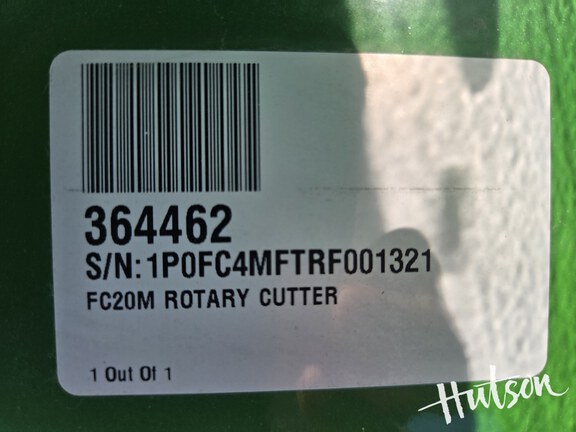 364462
S/N:1P0FC4MFTRF001321
FC20M ROTARY CUTTER
1 Out Of 1
Hutson